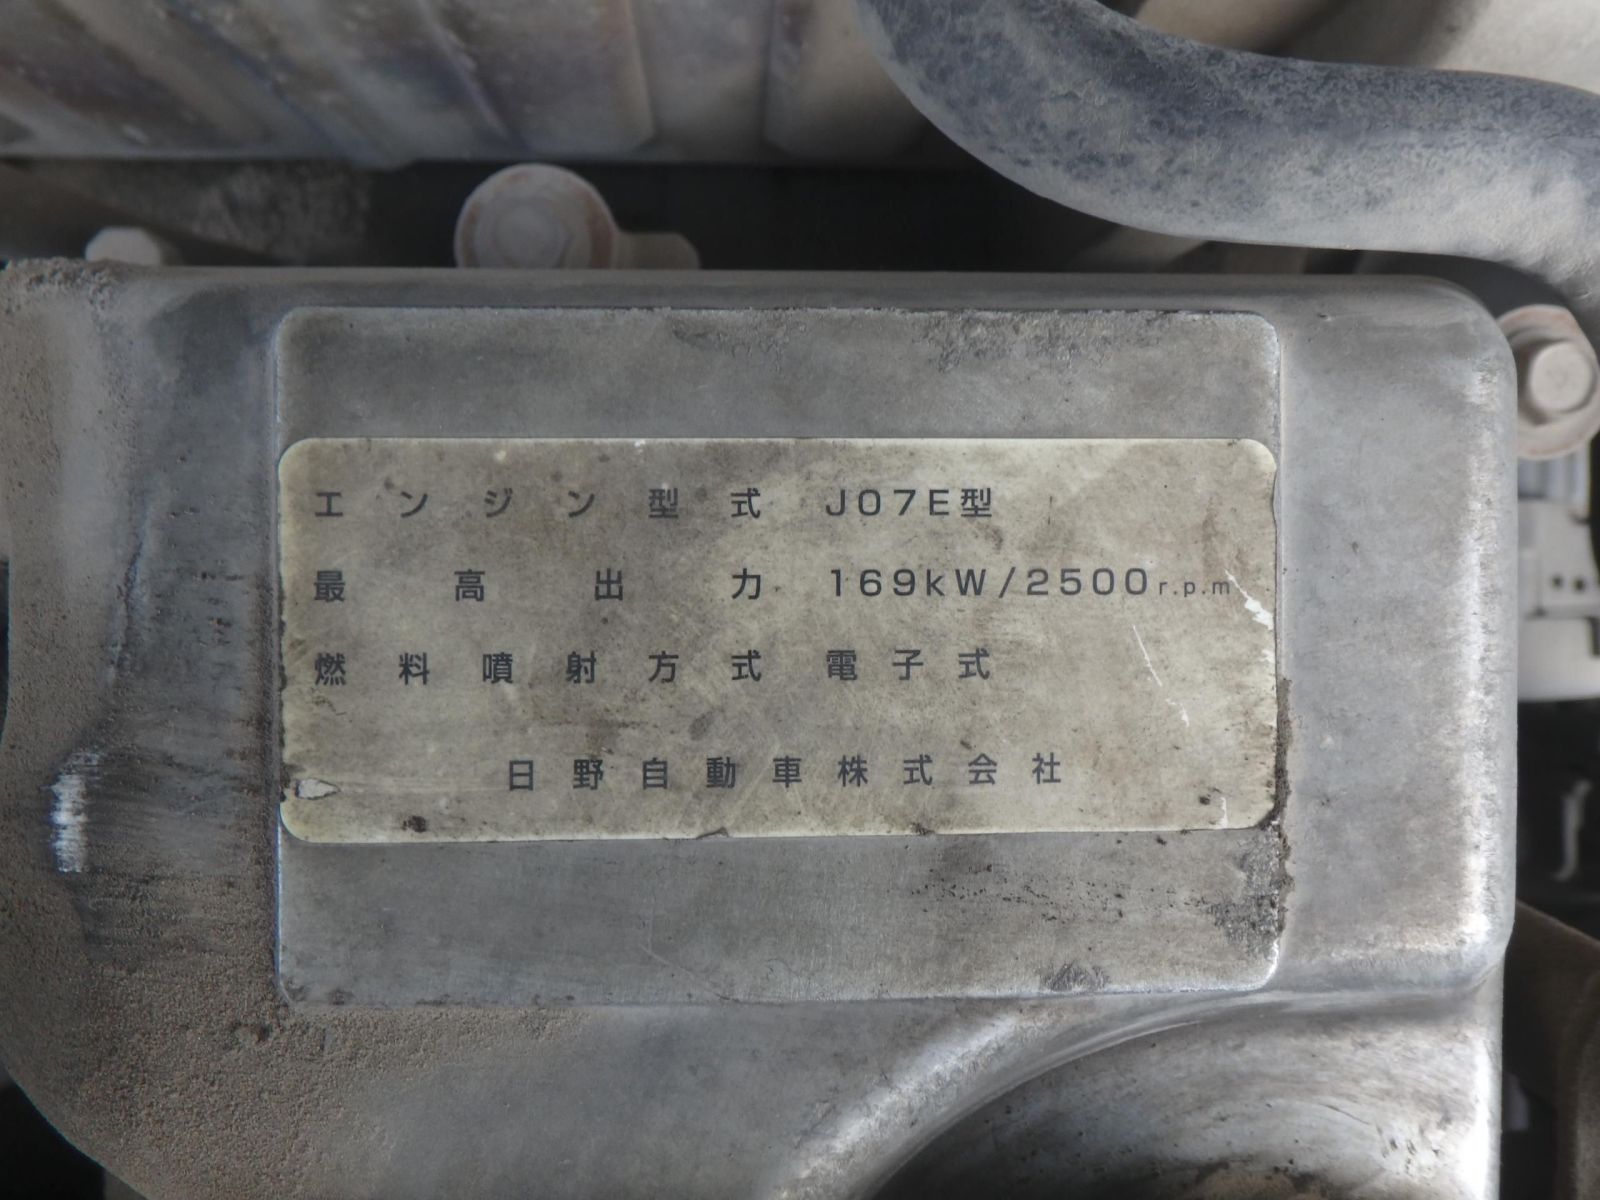 エンジン型式 J07E型
最高出力 169kW/2500r.p.m
燃料噴射方式 電子式
日野自動車株式会社